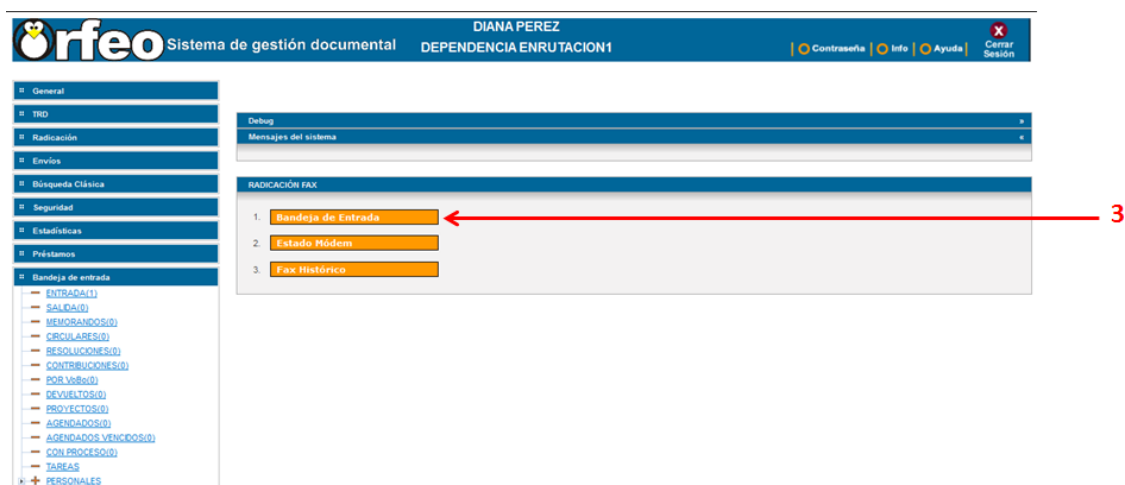 Orfeo Sistema de gestión documental
DIANA PEREZ
DEPENDENCIA ENRUTACION1
| Contraseña | Info | Ayuda |
X
Cerrar
Sesión
General
TRD
Radicación
Envíos
Búsqueda Clásica
Seguridad
Estadísticas
Préstamos
Bandeja de entrada
ENTRADA(1)
SALIDA(0)
MEMORANDOS(0)
CIRCULARES(0)
RESOLUCIONES(0)
CONTRIBUCIONES(0)
POR VoBo(0)
DEVUELTOS(0)
PROYECTOS(0)
AGENDADOS(0)
AGENDADOS VENCIDOS(0)
CON PROCESO(0)
TAREAS
PERSONALES
Debug »
Mensajes del sistema «
RADICACIÓN FAX
1. Bandeja de Entrada
2. Estado Módem
3. Fax Histórico
3